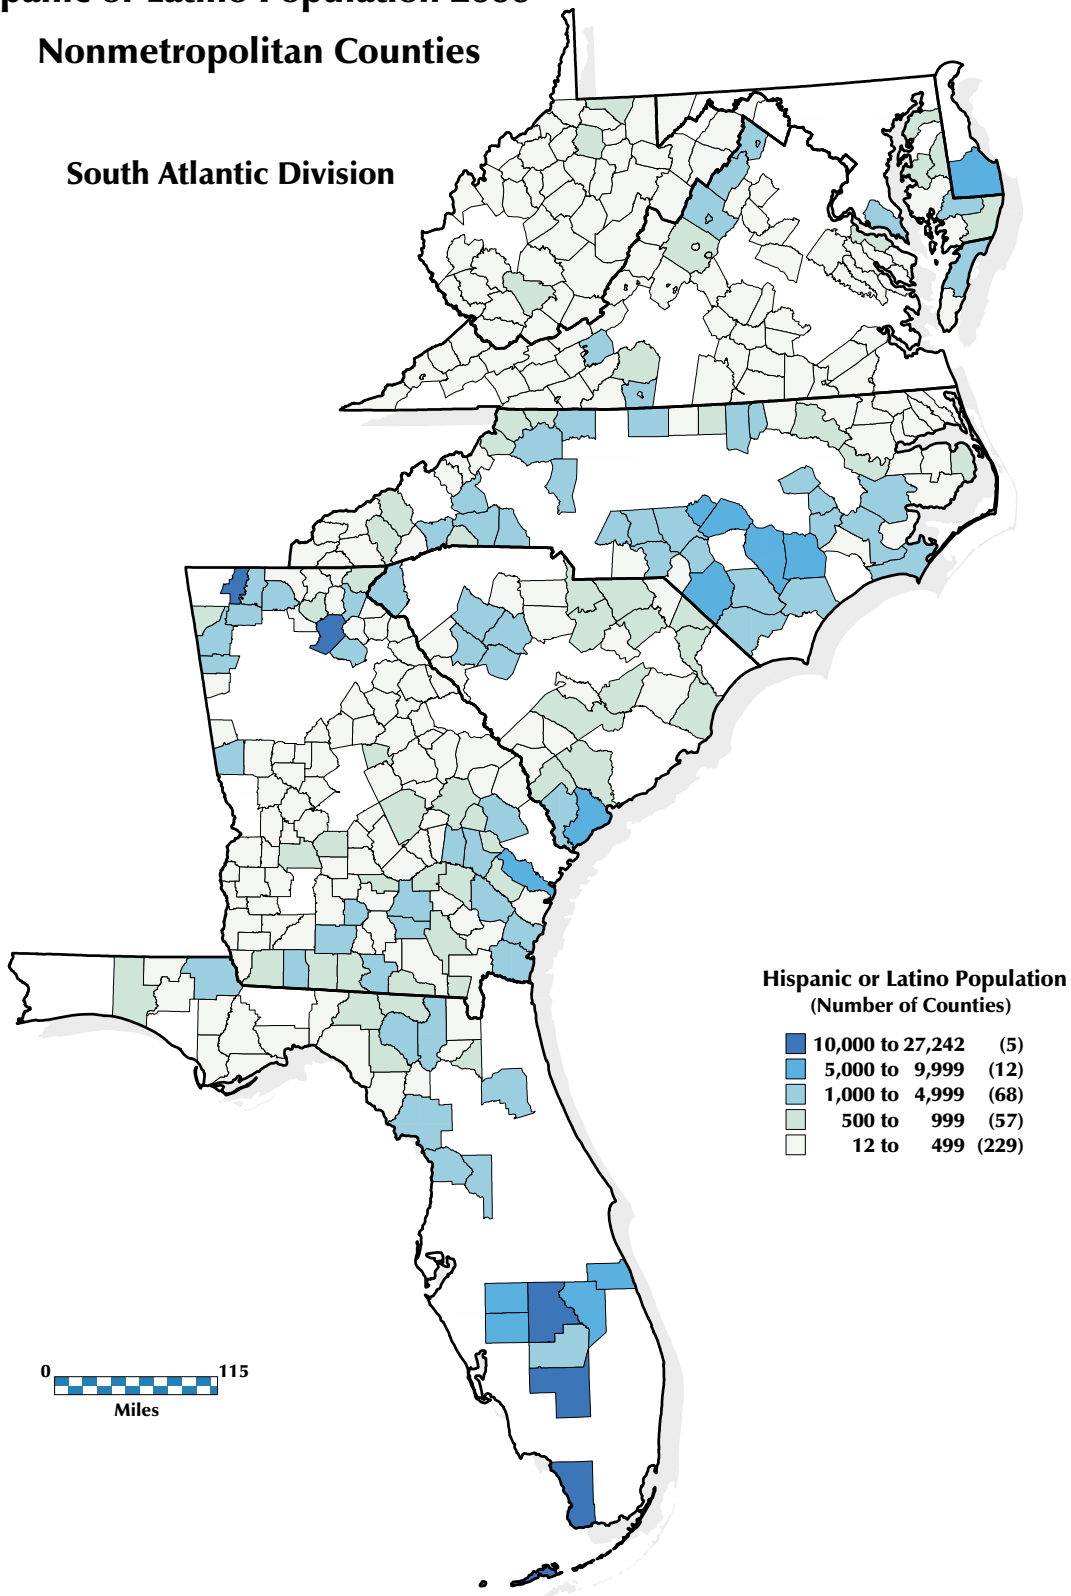 Nonmetropolitan Counties
South Atlantic Division
Hispanic or Latino Population
(Number of Counties)
10,000 to 27,242 (5)
5,000 to 9,999 (12)
1,000 to 4,999 (68)
500 to 999 (57)
12 to 499 (229)
0 115
Miles